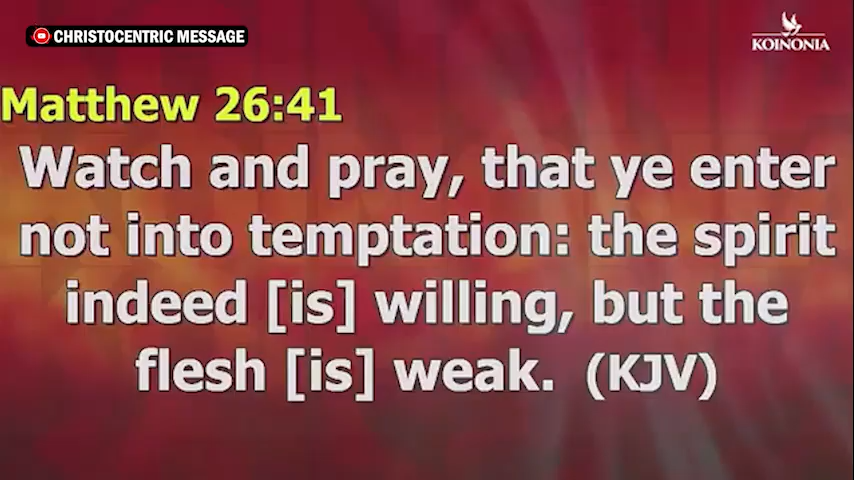 CHRISTOCENTRIC MESSAGE
KOINONIA
Matthew 26:41
Watch and pray, that ye enter
not into temptation: the spirit
indeed [is] willing, but the
flesh [is] weak. (KJV)